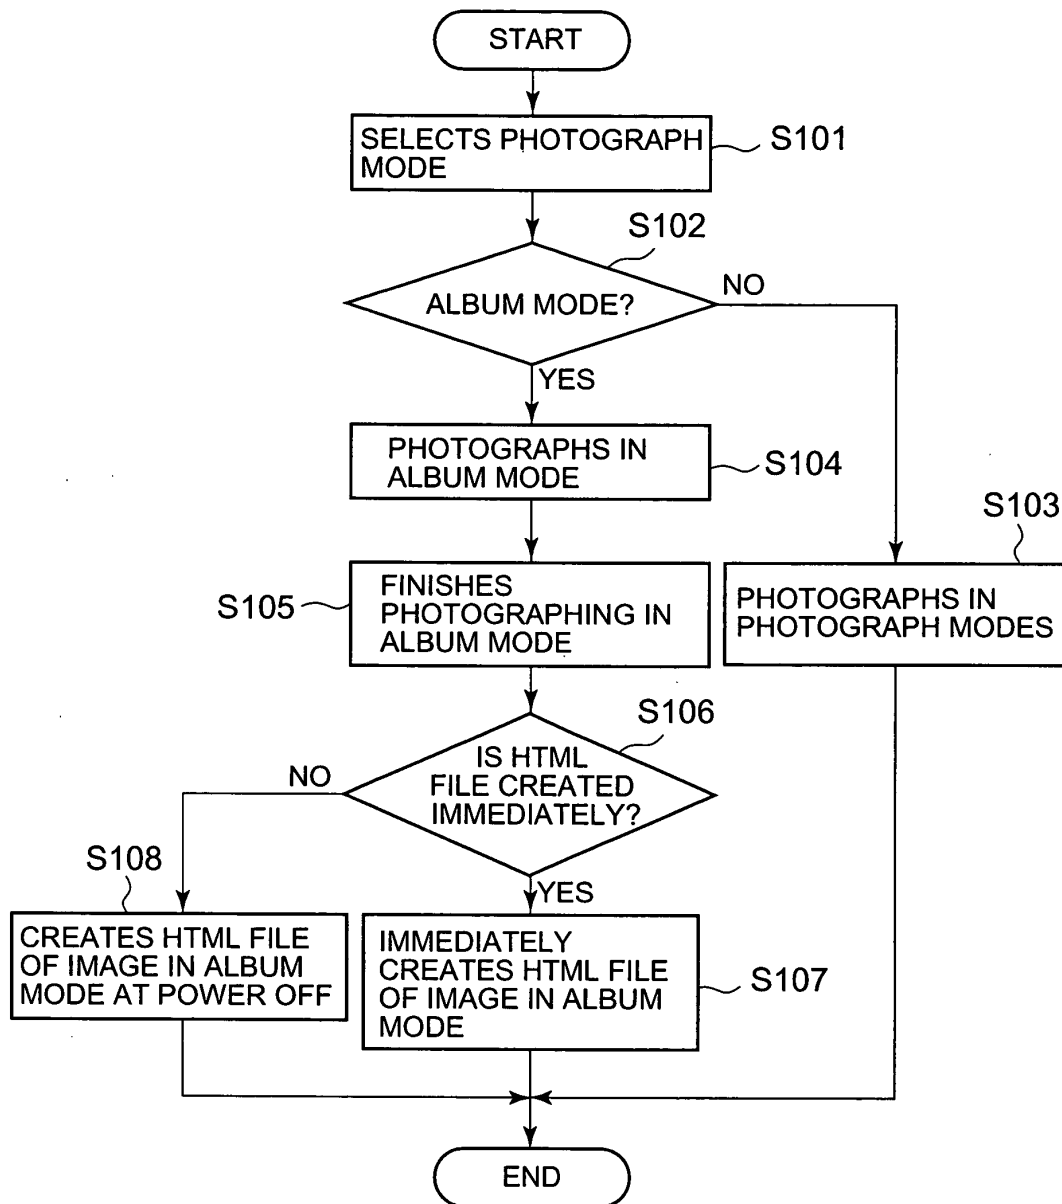 START
SELECTS PHOTOGRAPH
MODE
S101
S102
ALBUM MODE?
NO
YES
PHOTOGRAPHS IN
ALBUM MODE
S104
S103
PHOTOGRAPHS IN
PHOTOGRAPH MODES
S105
FINISHES
PHOTOGRAPHING IN
ALBUM MODE
S106
IS HTML
FILE CREATED
IMMEDIATELY?
NO
YES
S108
CREATES HTML FILE
OF IMAGE IN ALBUM
MODE AT POWER OFF
IMMEDIATELY
CREATES HTML FILE
OF IMAGE IN ALBUM
MODE
S107
END